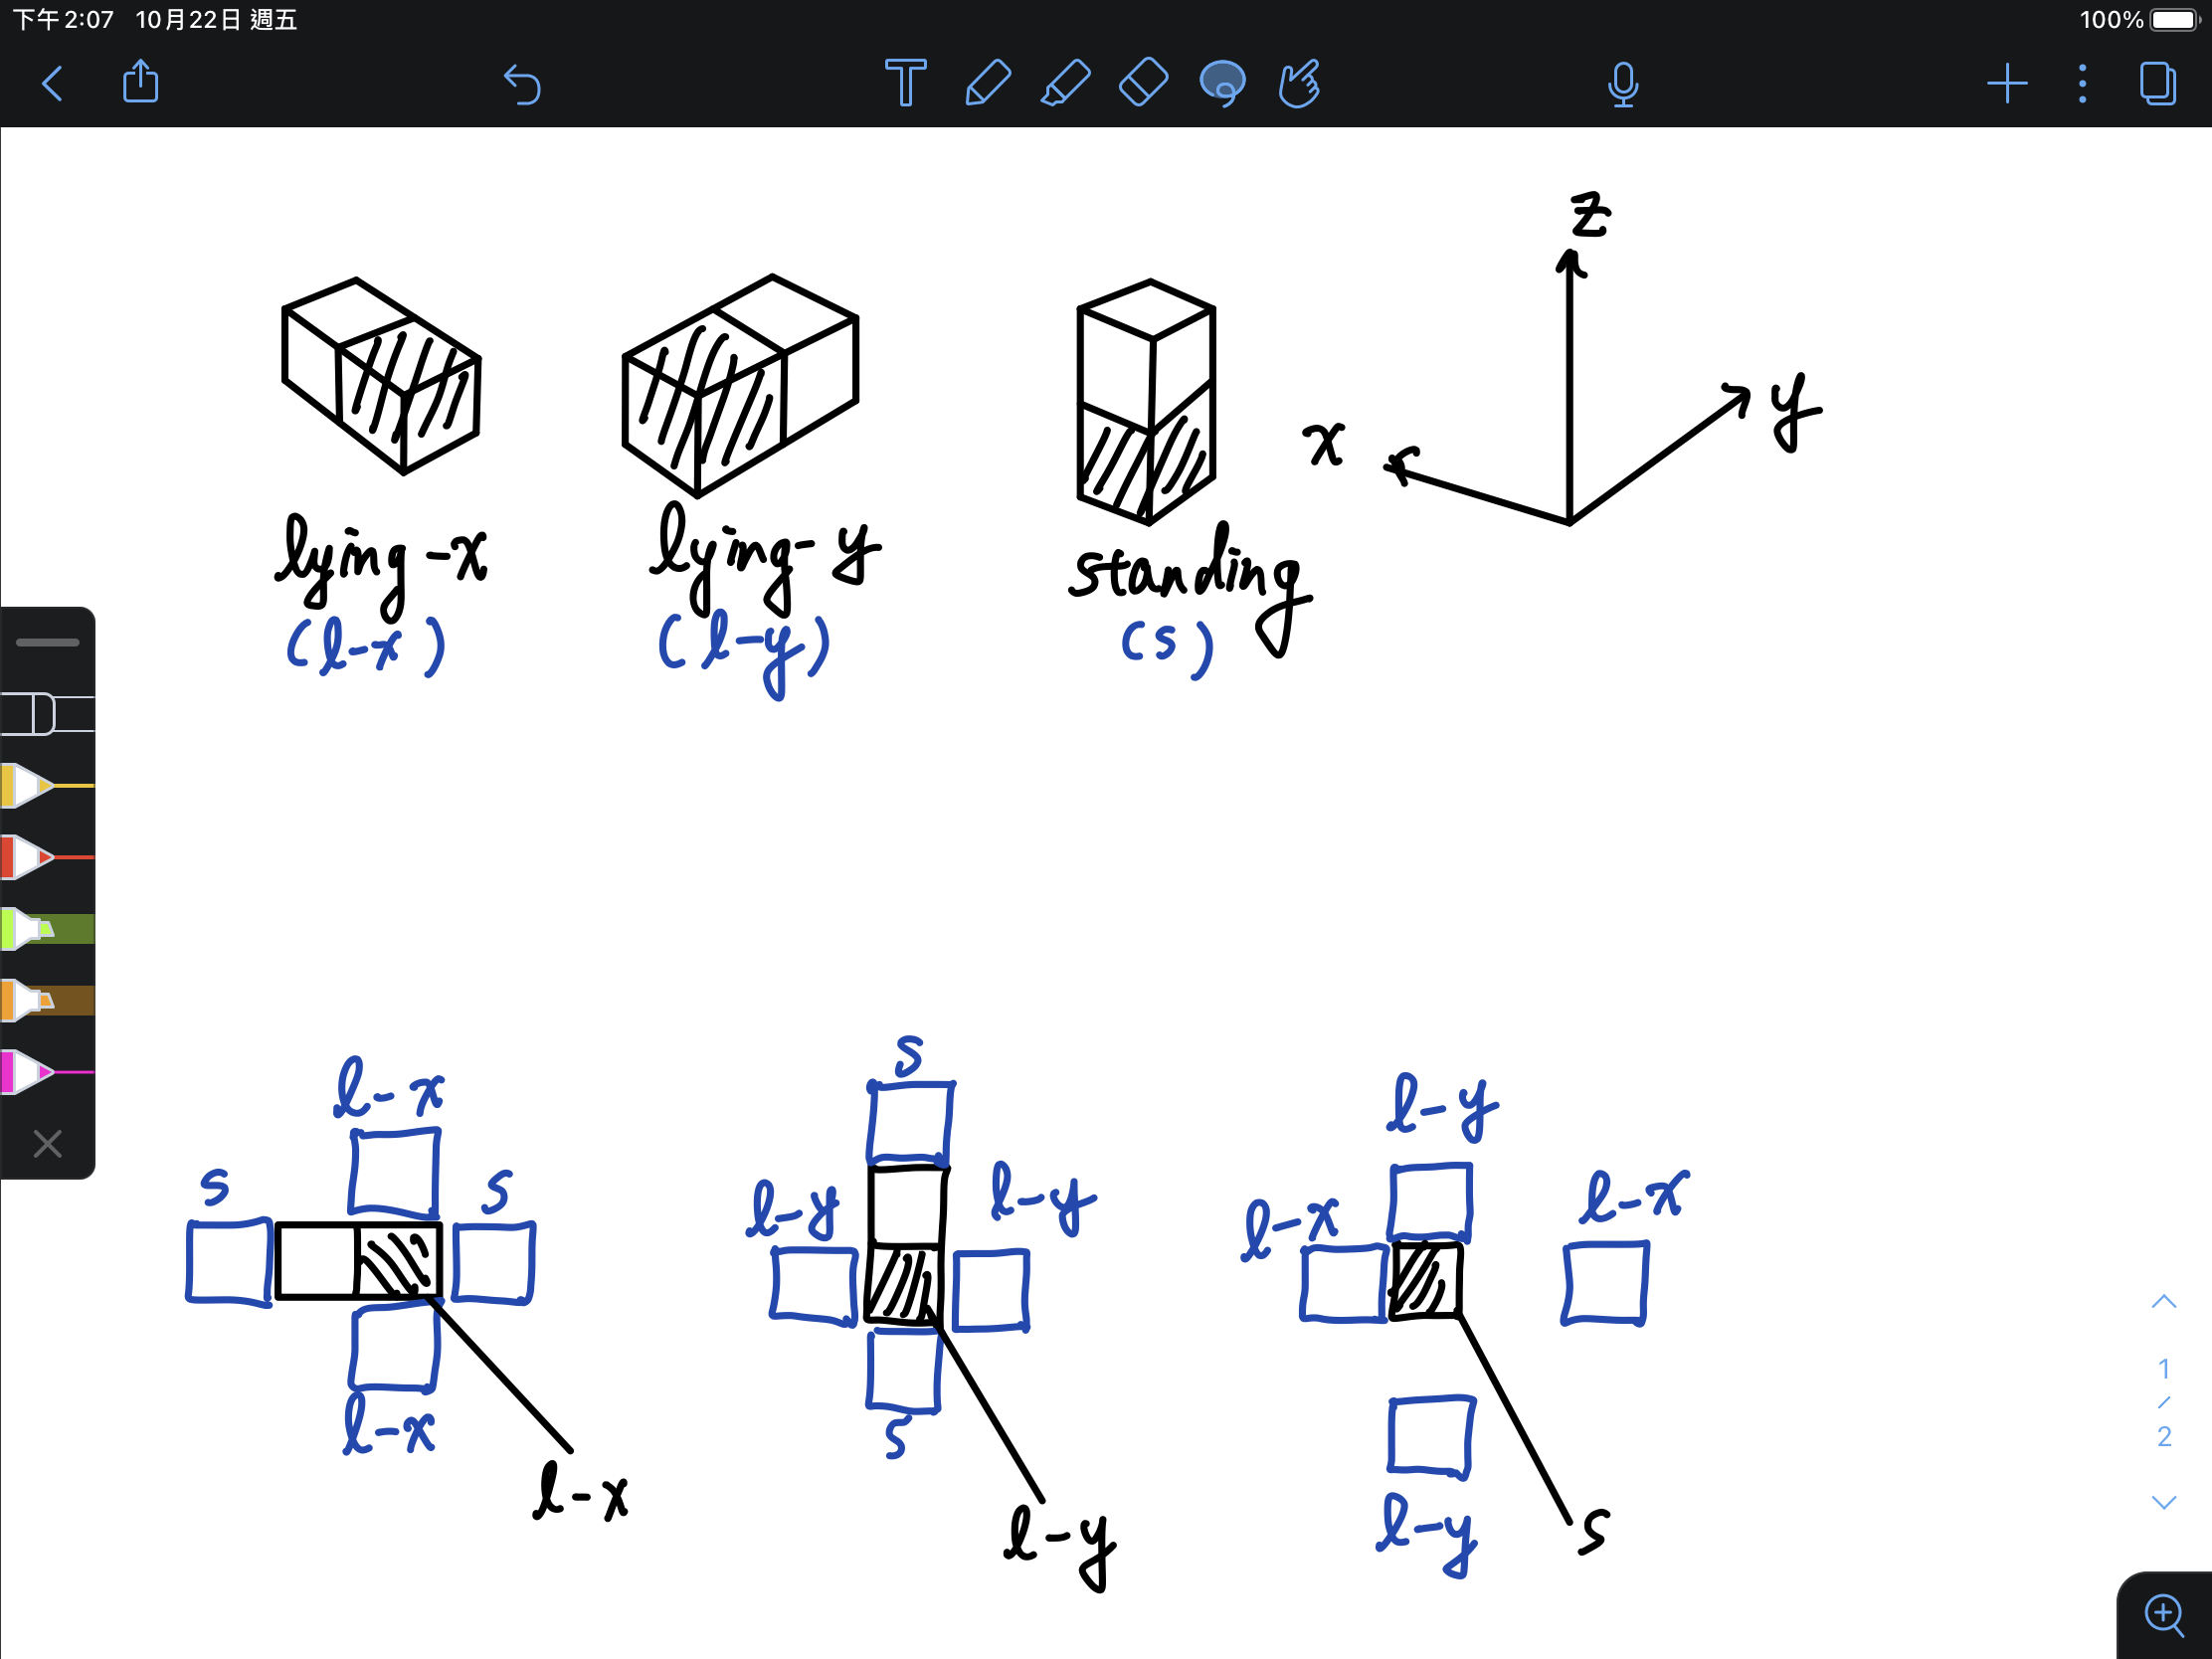 下午2:07 10月22日 週五
100%
T
z
y
x
lying-x
(l-x)
lying-y
(l-y)
standing
(s)
l-x
s
s
l-x
l-x
s
l-y
l-y
s
l-y
l-y
l-x
l-x
l-y
s
1
/
2